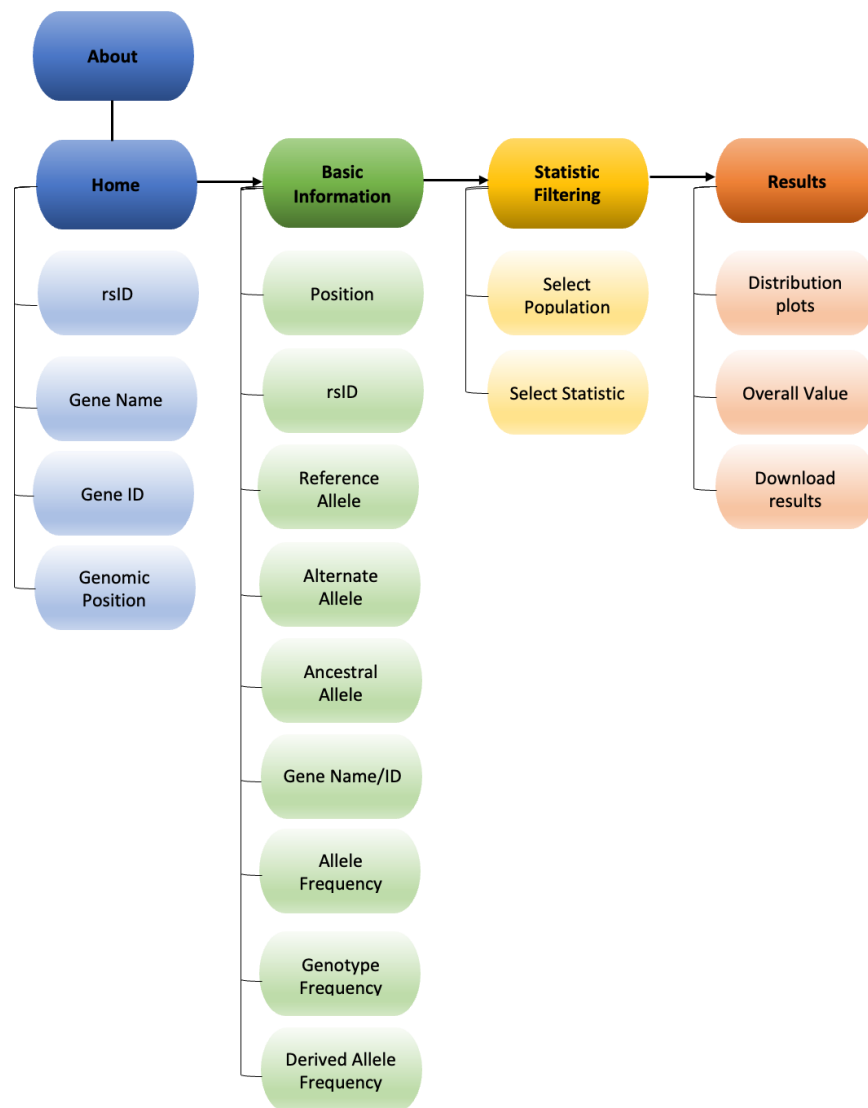 About
Home
rsID
Gene Name
Gene ID
Genomic
Position
Basic
Information
Position
rsID
Reference
Allele
Alternate
Allele
Ancestral
Allele
Gene Name/ID
Allele
Frequency
Genotype
Frequency
Derived Allele
Frequency
Statistic
Filtering
Select
Population
Select Statistic
Results
Distribution
plots
Overall Value
Download
results